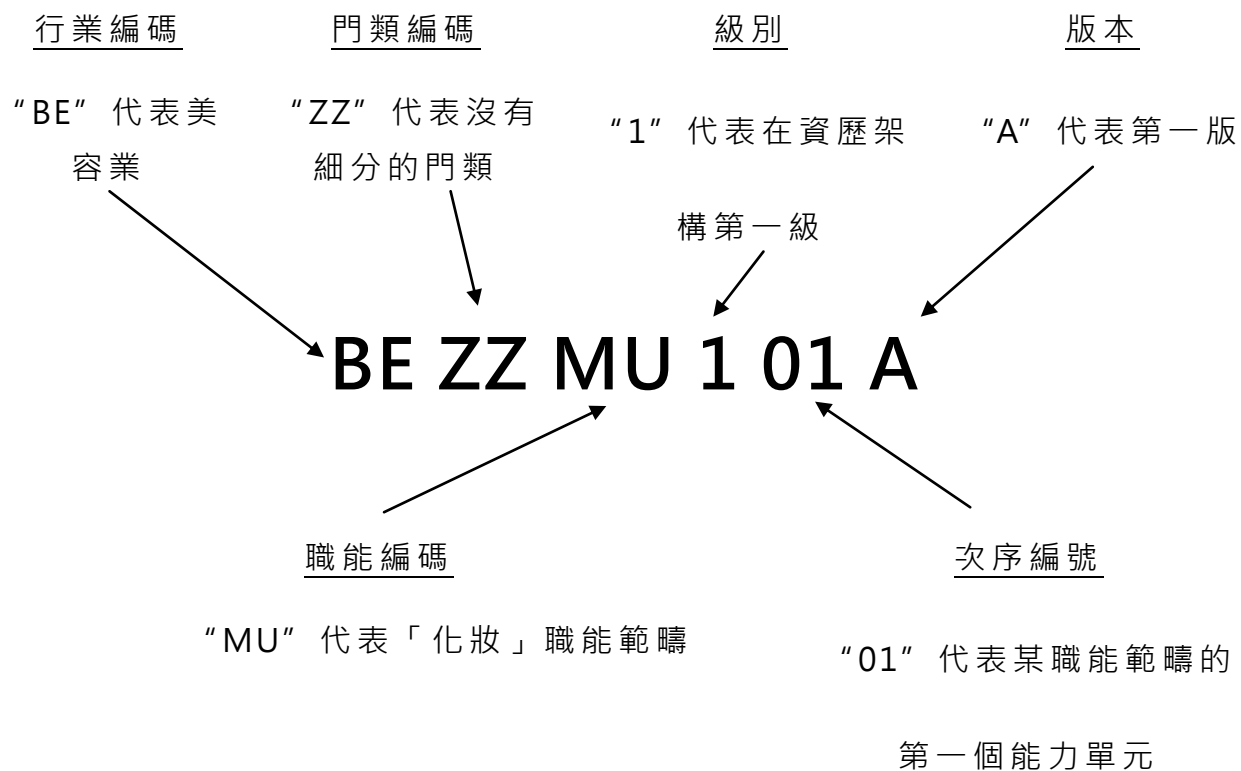 行業編碼
“BE” 代表美
容業
門類編碼
“ZZ” 代表沒有
細分的門類
級別
“1” 代表在資歷架
構第一級
版本
“A” 代表第一版
BE ZZ MU 1 01 A
職能編碼
“MU” 代表「化妝」職能範疇
次序編號
“01” 代表某職能範疇的
第一個能力單元